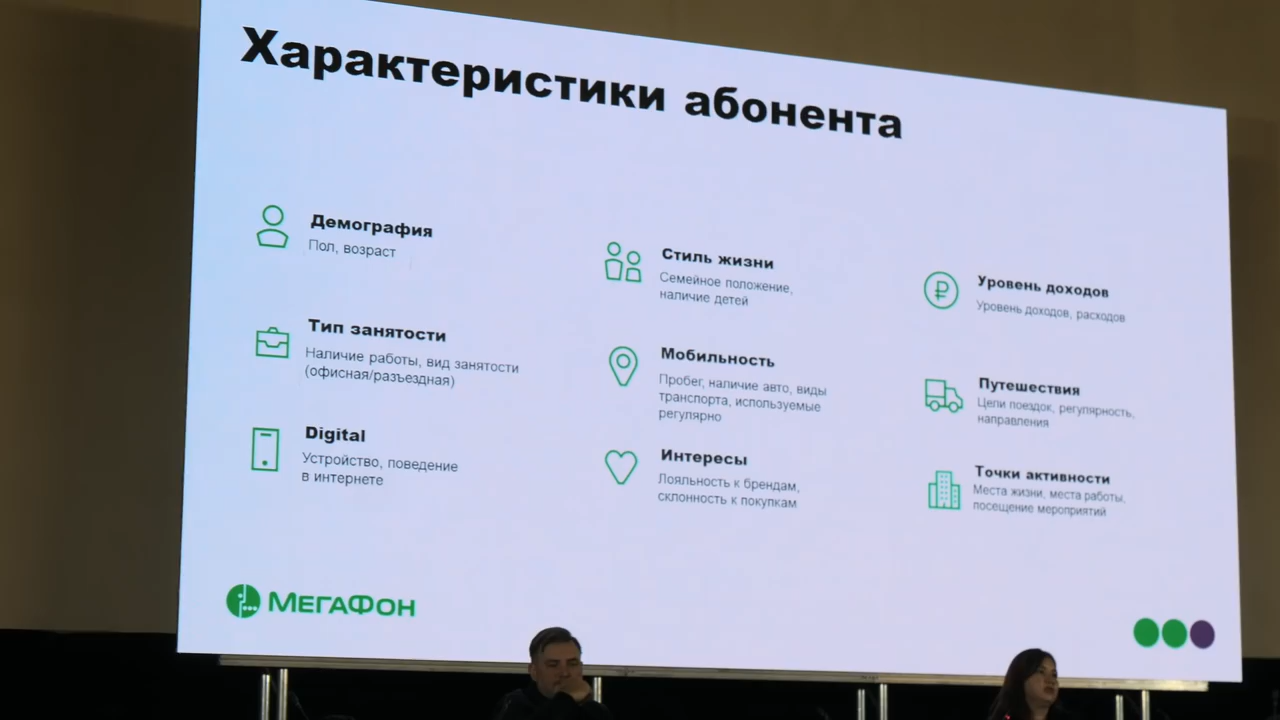 Характеристики абонента
Демография
Пол, возраст
Стиль жизни
Семейное положение,
наличие детей
Уровень доходов
Уровень доходов, расходов
Тип занятости
Наличие работы, вид занятости
(офисная/разъездная)
Мобильность
Пробег, наличие авто, виды
транспорта, используемые
регулярно
Путешествия
Цели поездок, регулярность,
направления
Digital
Устройство, поведение
в интернете
Интересы
Лояльность к брендам,
склонность к покупкам
Точки активности
Места жизни, места работы,
посещение мероприятий
МЕГАФОН